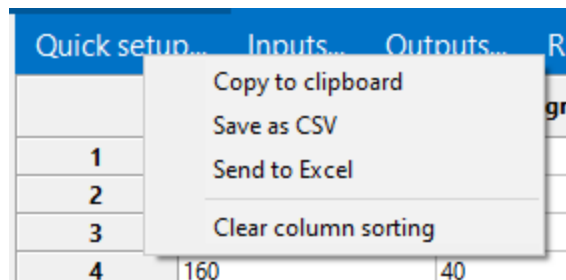 Quick setup... Inputs... Outputs... R
Copy to clipboard
Save as CSV
Send to Excel
Clear column sorting
1
2
3
4 160 40